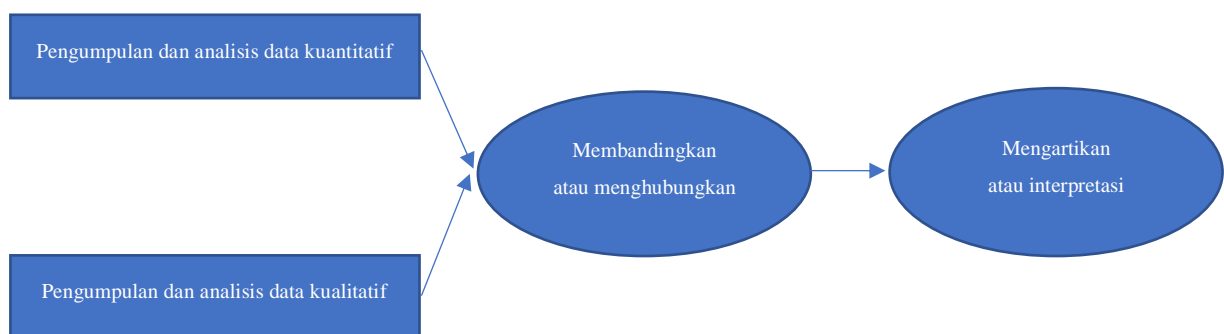 Pengumpulan dan analisis data kuantitatif
Membandingkan
atau menghubungkan
Mengartikan
atau interpretasi
Pengumpulan dan analisis data kualitatif